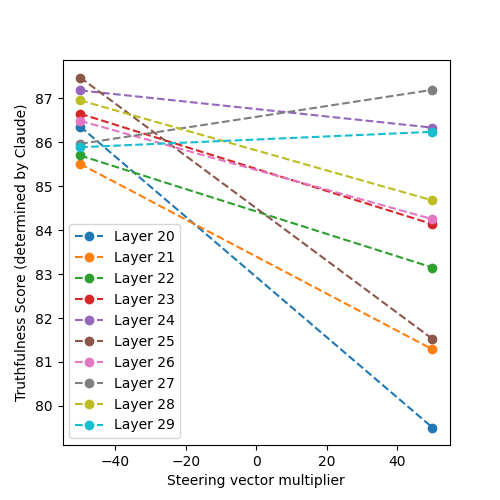 Truthfulness Score (determined by Claude)
87
86
85
84
83
82
81
80
Layer 20
Layer 21
Layer 22
Layer 23
Layer 24
Layer 25
Layer 26
Layer 27
Layer 28
Layer 29
−40
−20
0
20
40
Steering vector multiplier